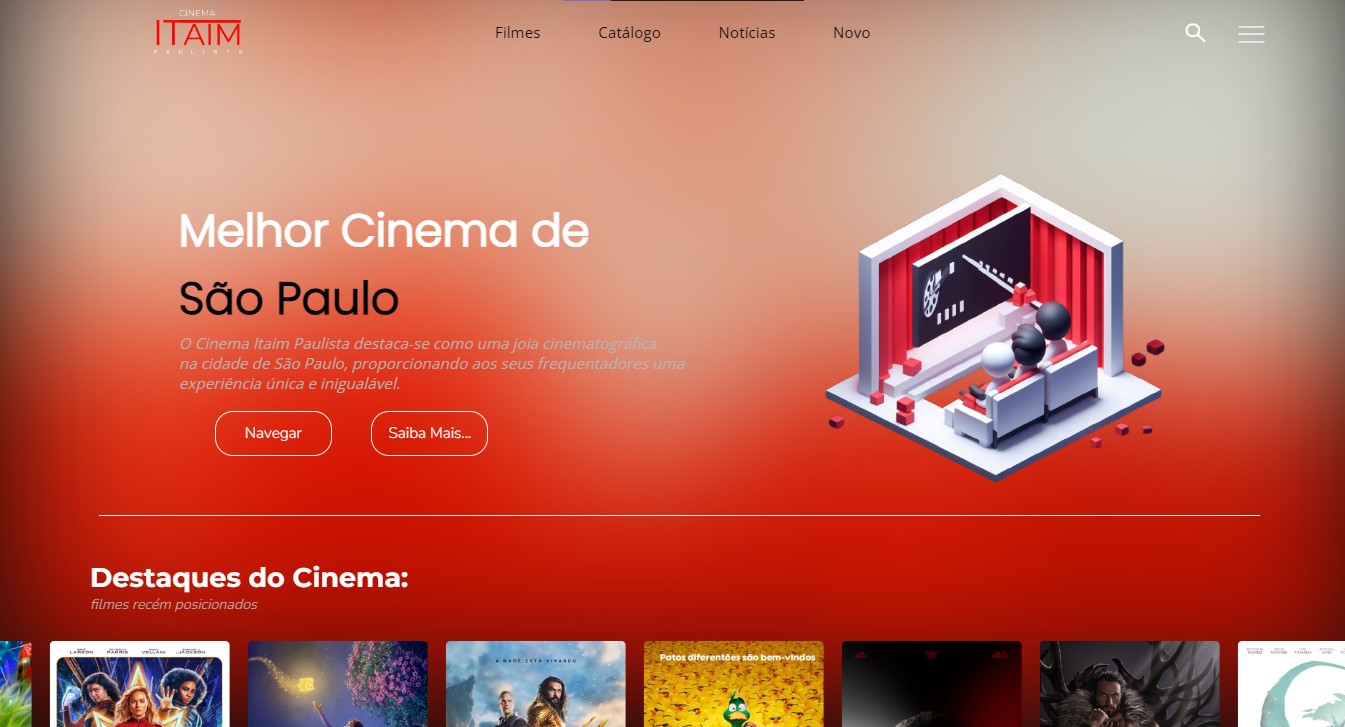 CINEMA
ITAIM
PAULISTA
Filmes
Catálogo
Notícias
Novo
Melhor Cinema de
São Paulo
O Cinema Itaim Paulista destaca-se como uma joia cinematográfica
na cidade de São Paulo, proporcionando aos seus frequentadores uma
experiência única e inigualável.
Navegar
Saiba Mais...
Destaques do Cinema:
filmes recém posicionados
LARSON
PARRIS
VELLANI
JACKSON
A MARÉ ESTÁ VIRANDO
Patos diferentões são bem-vindos